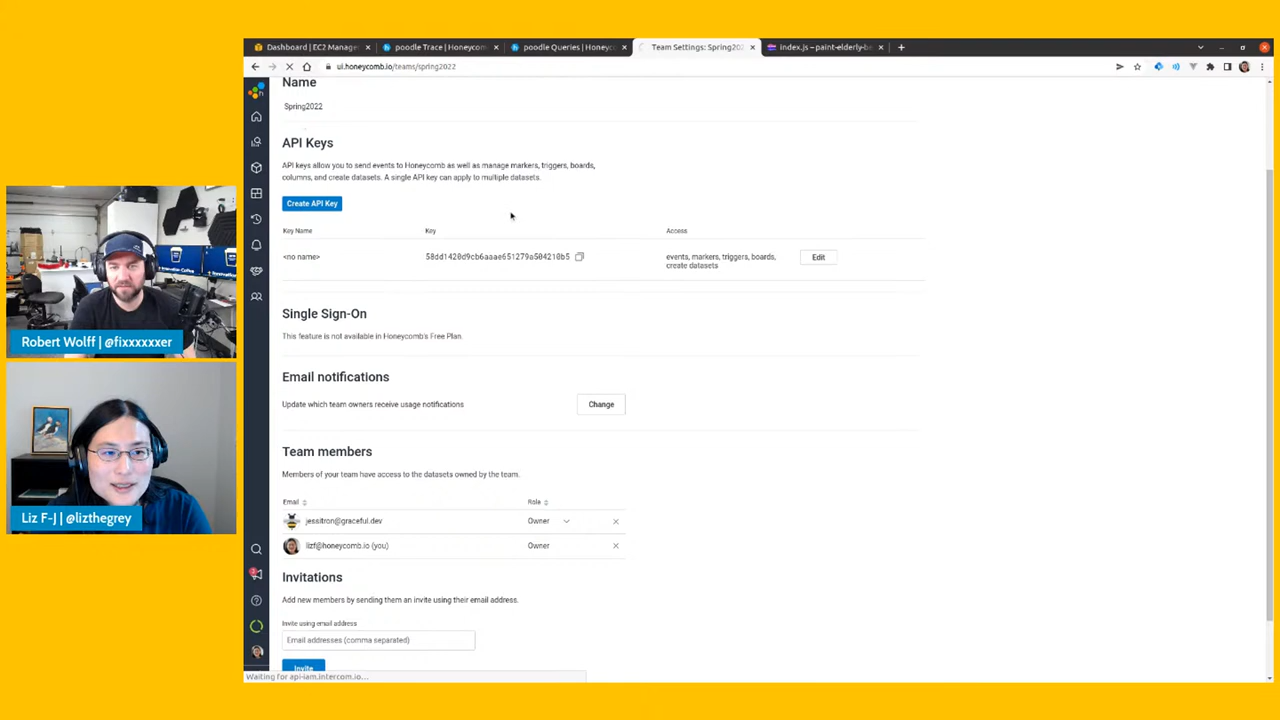 Dashboard | EC2 Manage
poodle Trace | Honeycom
poodle Queries | Honeyco
Team Settings: Spring202
index.js – paint-elderly-be
ui.honeycomb.io/teams/spring2022
Name
Spring2022
API Keys
API keys allow you to send events to Honeycomb as well as manage markers, triggers, boards,
columns, and create datasets. A single API key can apply to multiple datasets.
Create API Key
Key Name Key Access
<no name> 58dd1420d9cb6aaae651279a504210b5 events, markers, triggers, boards,
create datasets
Edit
Single Sign-On
This feature is not available in Honeycomb's Free Plan.
Email notifications
Update which team owners receive usage notifications
Change
Team members
Members of your team have access to the datasets owned by the team.
Email Role
jessitron@graceful.dev Owner
lizf@honeycomb.io (you) Owner
Invitations
Add new members by sending them an invite using their email address.
Invite using email address
Email addresses (comma separated)
Invite
Waiting for api-iam.intercom.io...
Robert Wolff | @fixxxxxxer
Liz F-J | @lizthegrey